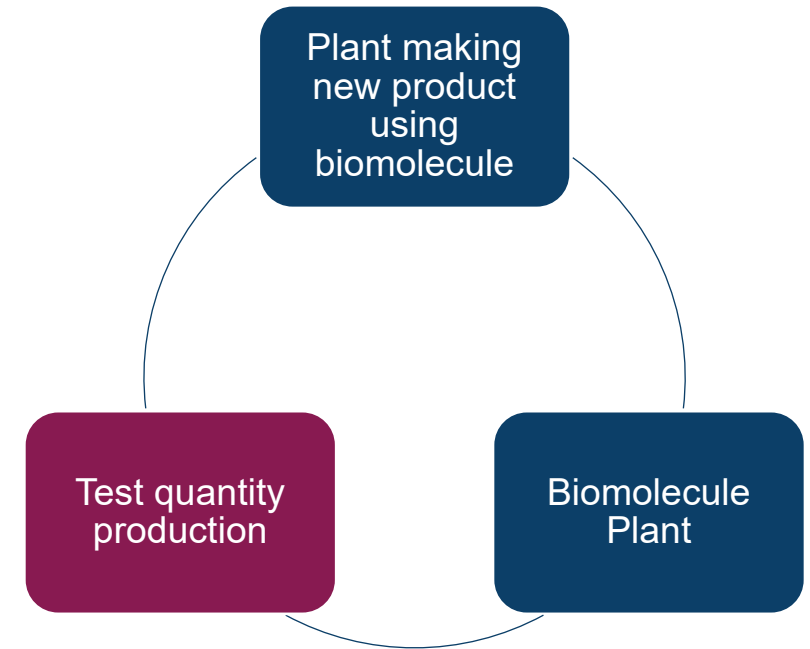 Plant making
new product
using
biomolecule
Test quantity
production
Biomolecule
Plant